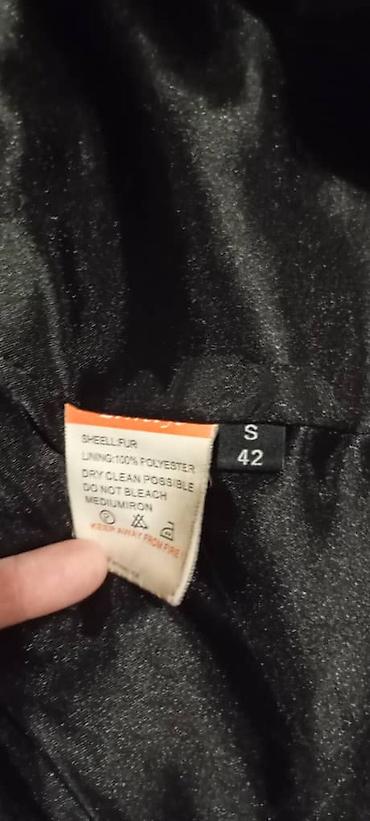 SHEELL:FUR
LINING:100% POLYESTER
DRY CLEAN POSSIBLE
DO NOT BLEACH
MEDIUMIRON
KEEP AWAY FROM FIRE
S
42